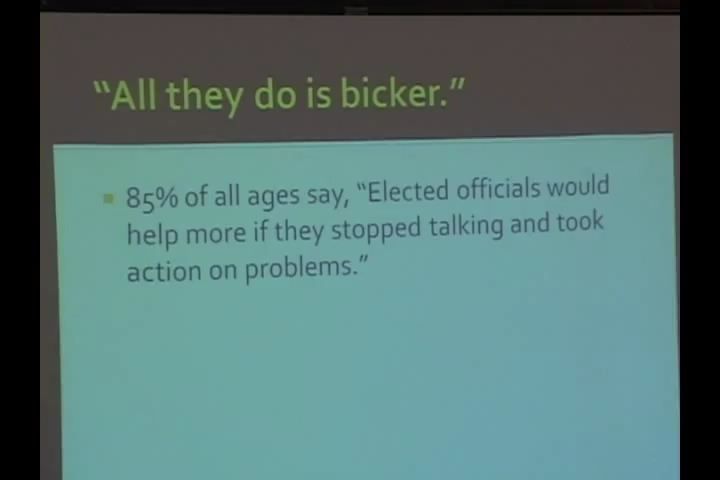 “All they do is bicker.”
85% of all ages say, “Elected officials would
help more if they stopped talking and took
action on problems.”